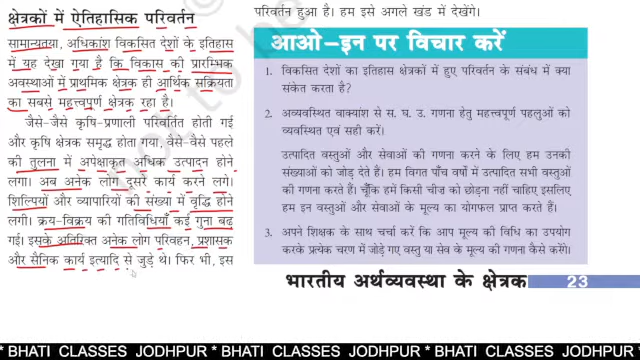 क्षेत्रकों में ऐतिहासिक परिवर्तन
सामान्यतया, अधिकांश विकसित देशों के इतिहास
में यह देखा गया है कि विकास की प्रारम्भिक
अवस्थाओं में प्राथमिक क्षेत्रक ही आर्थिक सक्रियता
का सबसे महत्त्वपूर्ण क्षेत्रक रहा है।
जैसे-जैसे कृषि-प्रणाली परिवर्तित होती गई
और कृषि क्षेत्रक समृद्ध होता गया, वैसे-वैसे पहले
की तुलना में अपेक्षाकृत अधिक उत्पादन होने
लगा। अब अनेक लोग दूसरे कार्य करने लगे।
शिल्पियों और व्यापारियों की संख्या में वृद्धि होने
लगी। क्रय-विक्रय की गतिविधियाँ कई गुना बढ़
गई। इसके अतिरिक्त अनेक लोग परिवहन, प्रशासक
और सैनिक कार्य इत्यादि से जुड़े थे। फिर भी, इस
परिवर्तन हुआ है। हम इसे अगले खंड में देखेंगे।
आओ-इन पर विचार करें
1. विकसित देशों का इतिहास क्षेत्रकों में हुए परिवर्तन के संबंध में क्या
संकेत करता है?
2. अव्यवस्थित वाक्यांश से स. घ. उ. गणना हेतु महत्त्वपूर्ण पहलुओं को
व्यवस्थित एवं सही करें।
उत्पादित वस्तुओं और सेवाओं की गणना करने के लिए हम उनकी
संख्याओं को जोड़ देते हैं। हम विगत पाँच वर्षों में उत्पादित सभी वस्तुओं
की गणना करते हैं। चूँकि हमें किसी चीज़ को छोड़ना नहीं चाहिए इसलिए
हम इन वस्तुओं और सेवाओं के मूल्य का योगफल प्राप्त करते हैं।
3. अपने शिक्षक के साथ चर्चा करें कि आप मूल्य की विधि का उपयोग
करके प्रत्येक चरण में जोड़े गए वस्तु या सेव के मूल्य की गणना कैसे करेंगे।
भारतीय अर्थव्यवस्था के क्षेत्रक 23
* BHATI CLASSES JODHPUR * BHATI CLASSES JODHPUR * BHATI CLASSES JODHPUR *